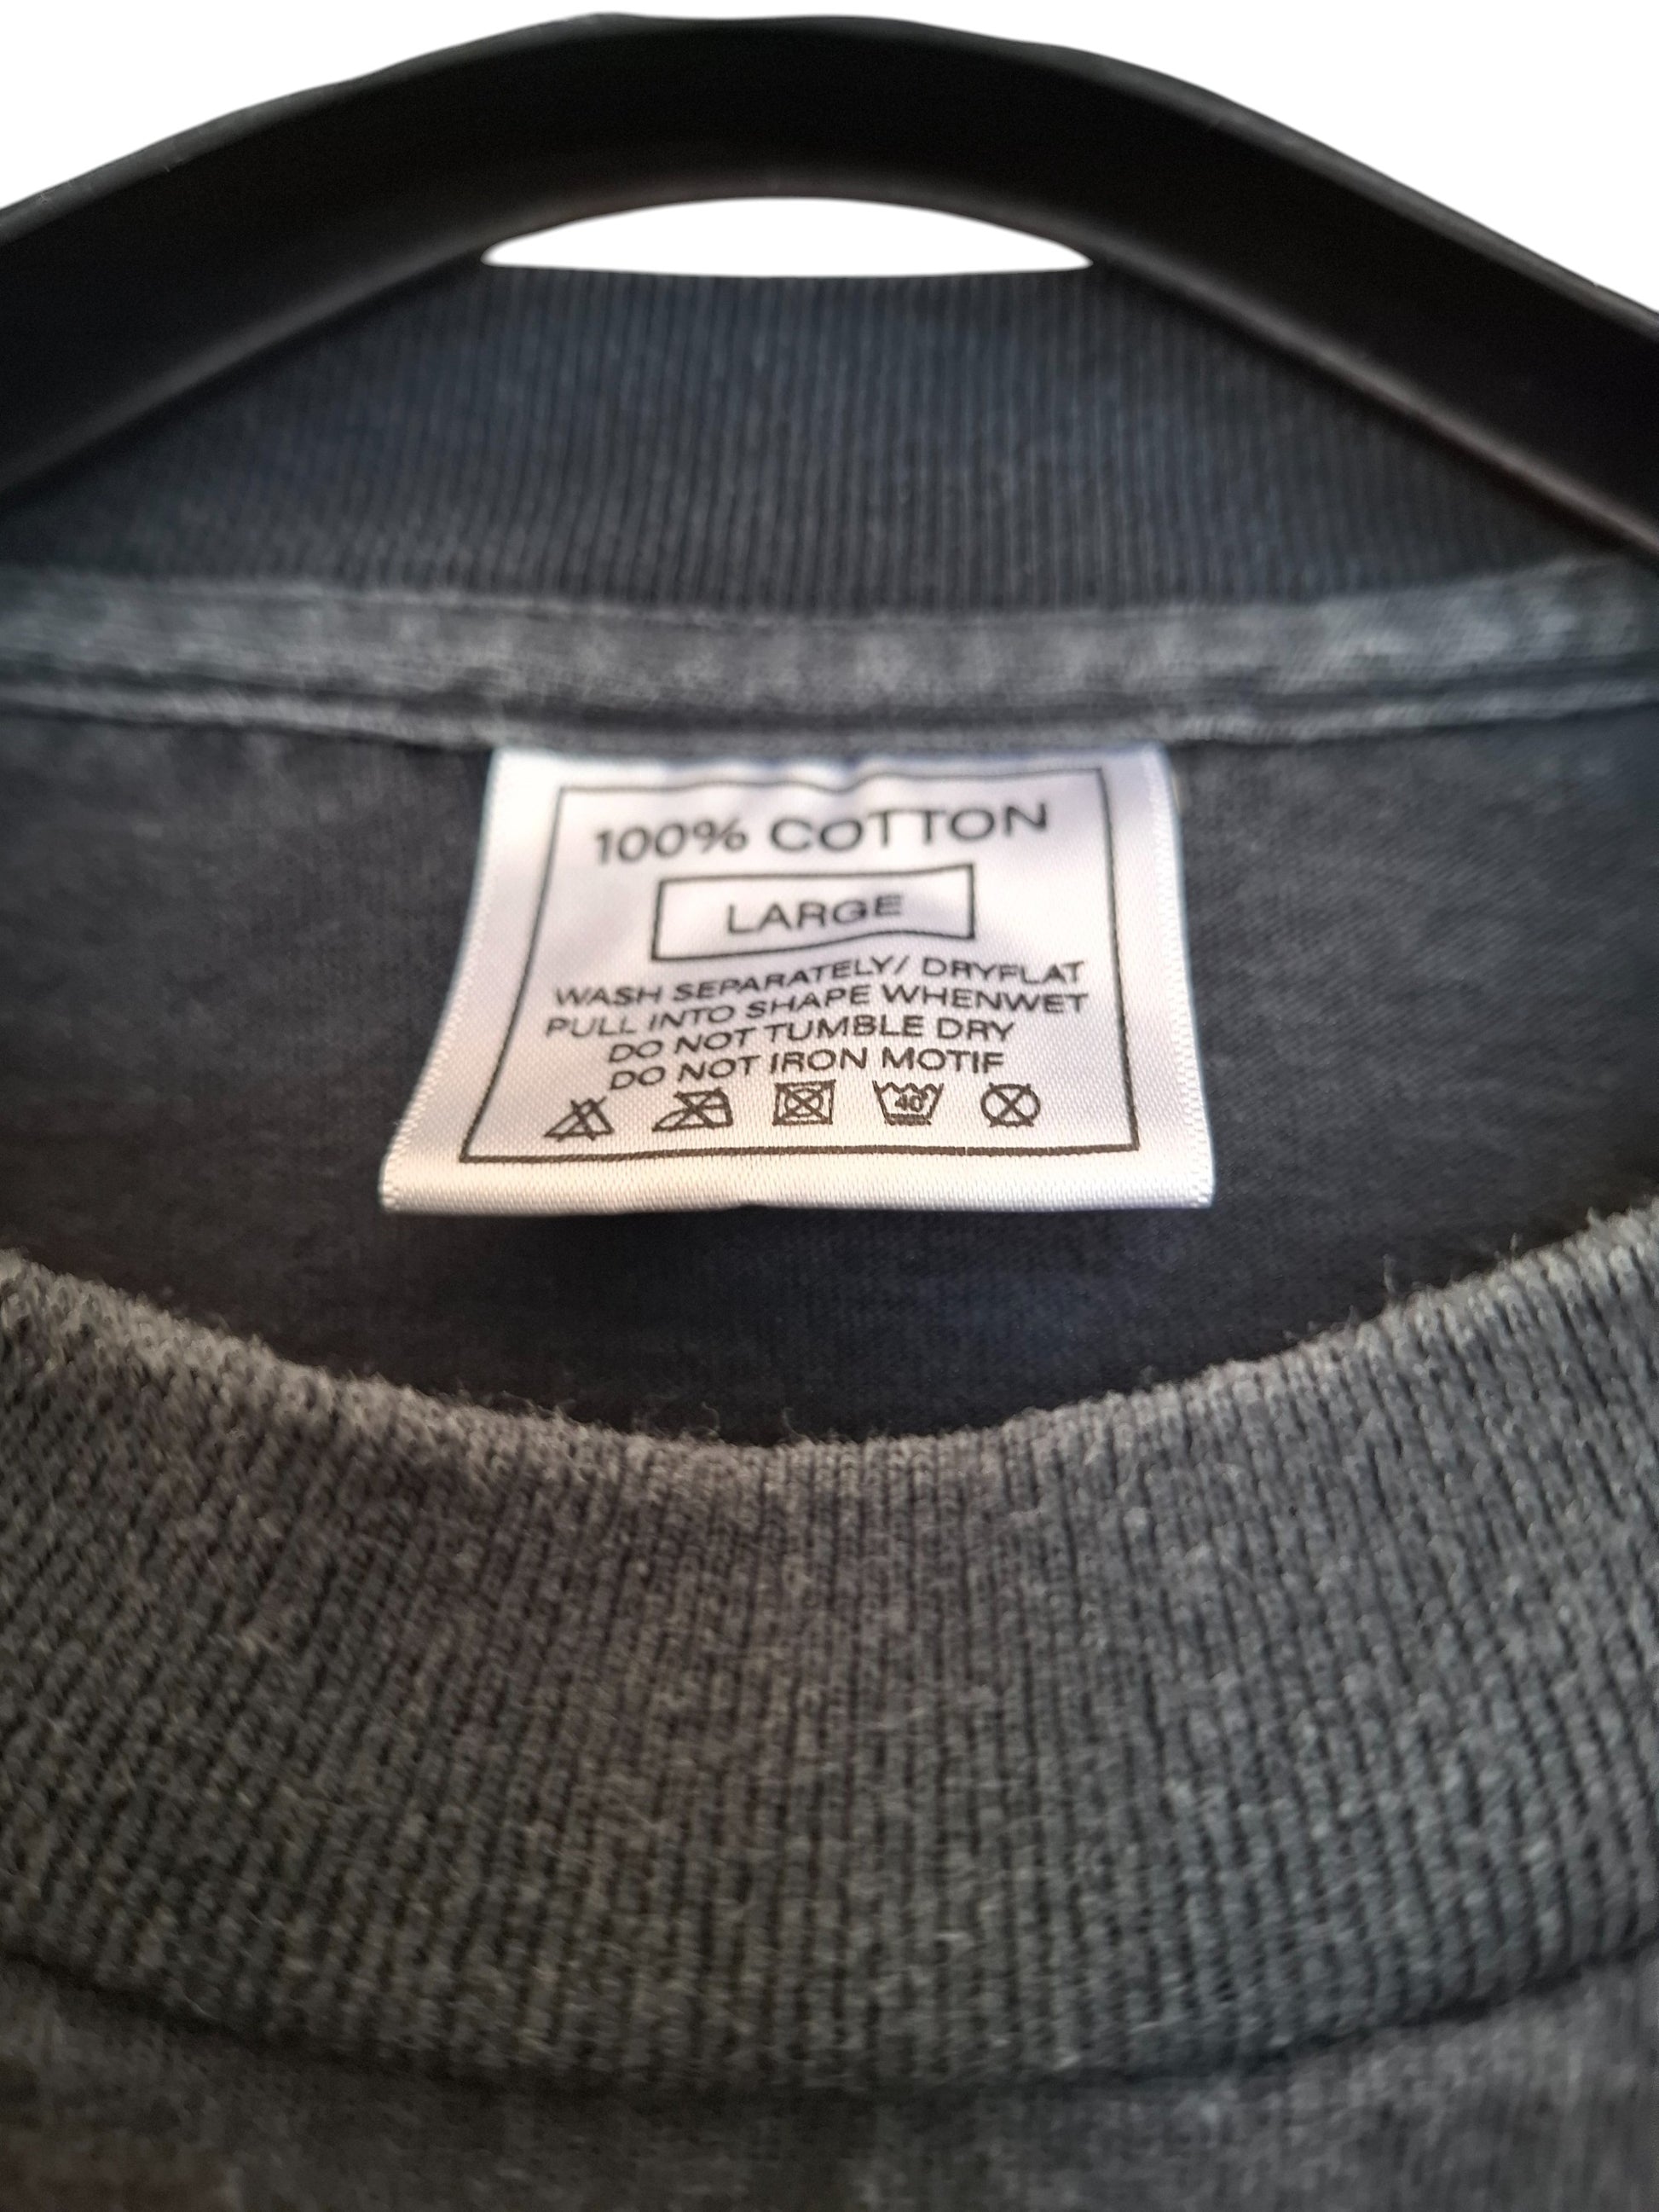 100% COTTON
LARGE
WASH SEPARATELY/ DRYFLAT
PULL INTO SHAPE WHENWET
DO NOT TUMBLE DRY
DO NOT IRON MOTIF
40°